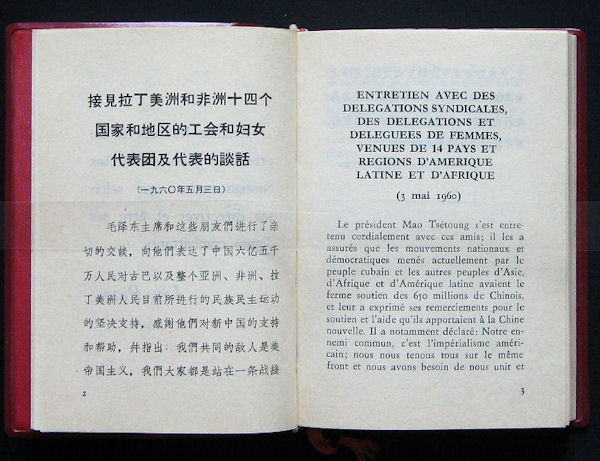 接見拉丁美洲和非洲十四个
国家和地区的工会和妇女
代表团及代表的談話
(一九六〇年五月三日)
毛泽东主席和这些朋友們进行了亲
切的交談，向他們表达了中国六亿五千
万人民对古巴以及整个亚洲、非洲、拉
丁美洲人民目前所进行的民族民主运动
的坚决支持，感謝他們对新中国的支持
和帮助，并指出：我們共同的敌人是美
帝国主义，我們大家都是站在一条战綫
2
ENTRETIEN AVEC DES
DELEGATIONS SYNDICALES,
DES DELEGATIONS ET
DELEGUEES DE FEMMES,
VENUES DE 14 PAYS ET
REGIONS D'AMERIQUE
LATINE ET D'AFRIQUE
(3 mai 1960)
Le président Mao Tsétoung s'est entre-
tenu cordialement avec ces amis; il les a
assurés que les mouvements nationaux et
démocratiques menés actuellement par le
peuple cubain et les autres peuples d'Asie,
d'Afrique et d'Amérique latine avaient le
ferme soutien des 650 millions de Chinois,
et leur a exprimé ses remerciements pour le
soutien et l'aide qu'ils apportaient à la Chine
nouvelle. Il a notamment déclaré: Notre en-
nemi commun, c'est l'impérialisme améri-
cain; nous nous tenons tous sur le même
front et nous avons besoin de nous unir et
3